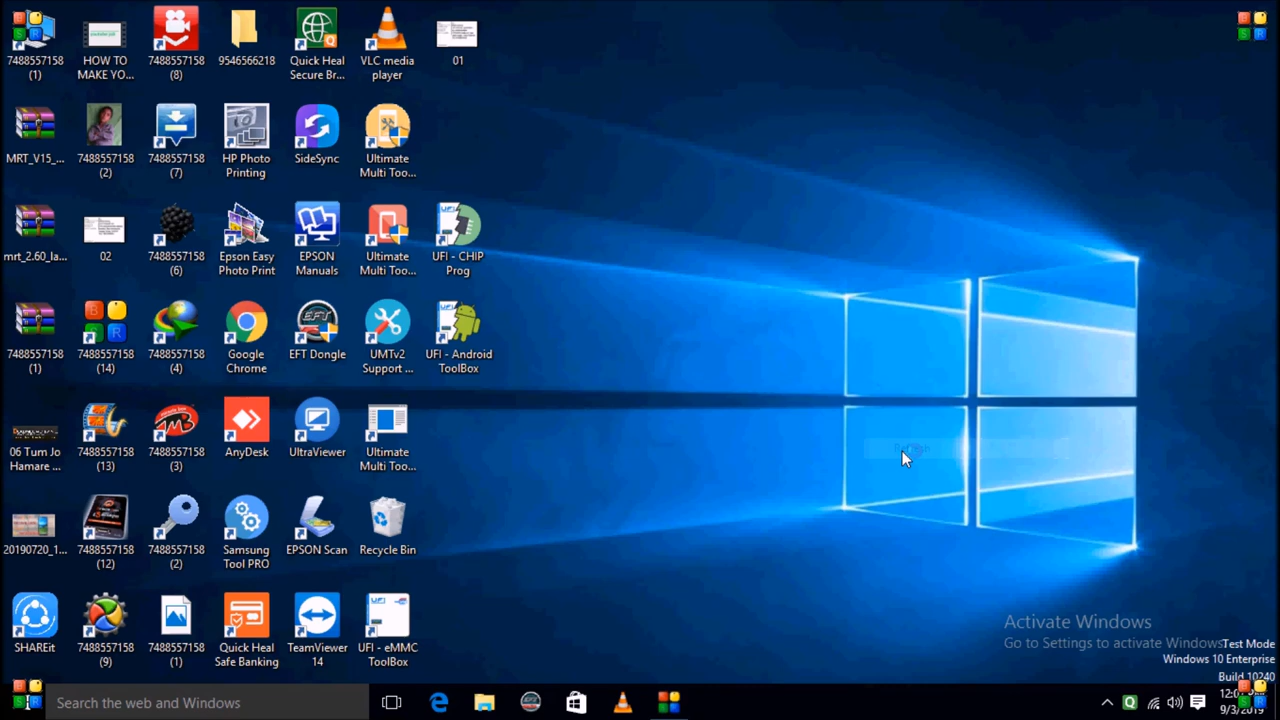 7488557158
(1)
HOW TO
MAKE YO...
7488557158
(8)
9546566218
Quick Heal
Secure Br...
VLC media
player
01
MRT_V15_...
7488557158
(2)
7488557158
(7)
HP Photo
Printing
SideSync
Ultimate
Multi Too...
mrt_2.60_la...
02
7488557158
(6)
Epson Easy
Photo Print
EPSON
Manuals
Ultimate
Multi Too...
UFI - CHIP
Prog
7488557158
(1)
7488557158
(14)
7488557158
(4)
Google
Chrome
EFT Dongle
UMTv2
Support ...
UFI - Android
ToolBox
06 Tum Jo
Hamare ...
7488557158
(13)
7488557158
(3)
AnyDesk
UltraViewer
Ultimate
Multi Too...
20190720_1...
7488557158
(12)
7488557158
(2)
Samsung
Tool PRO
EPSON Scan
Recycle Bin
SHAREit
7488557158
(9)
7488557158
(1)
Quick Heal
Safe Banking
TeamViewer
14
UFI - eMMC
ToolBox
Refresh
Activate Windows
Go to Settings to activate Windows
Test Mode
Windows 10 Enterprise
Build 10240
Search the web and Windows
9/3/2019